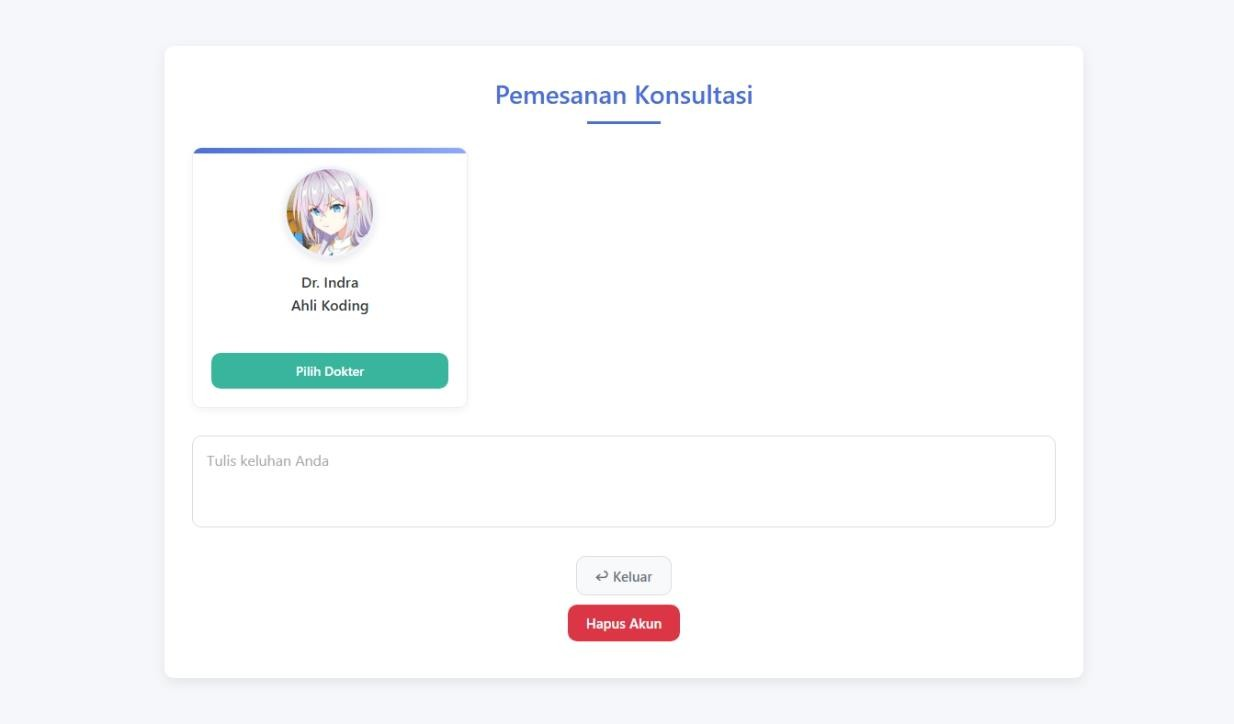 Pemesanan Konsultasi
Dr. Indra
Ahli Koding
Pilih Dokter
Tulis keluhan Anda
↩ Keluar
Hapus Akun